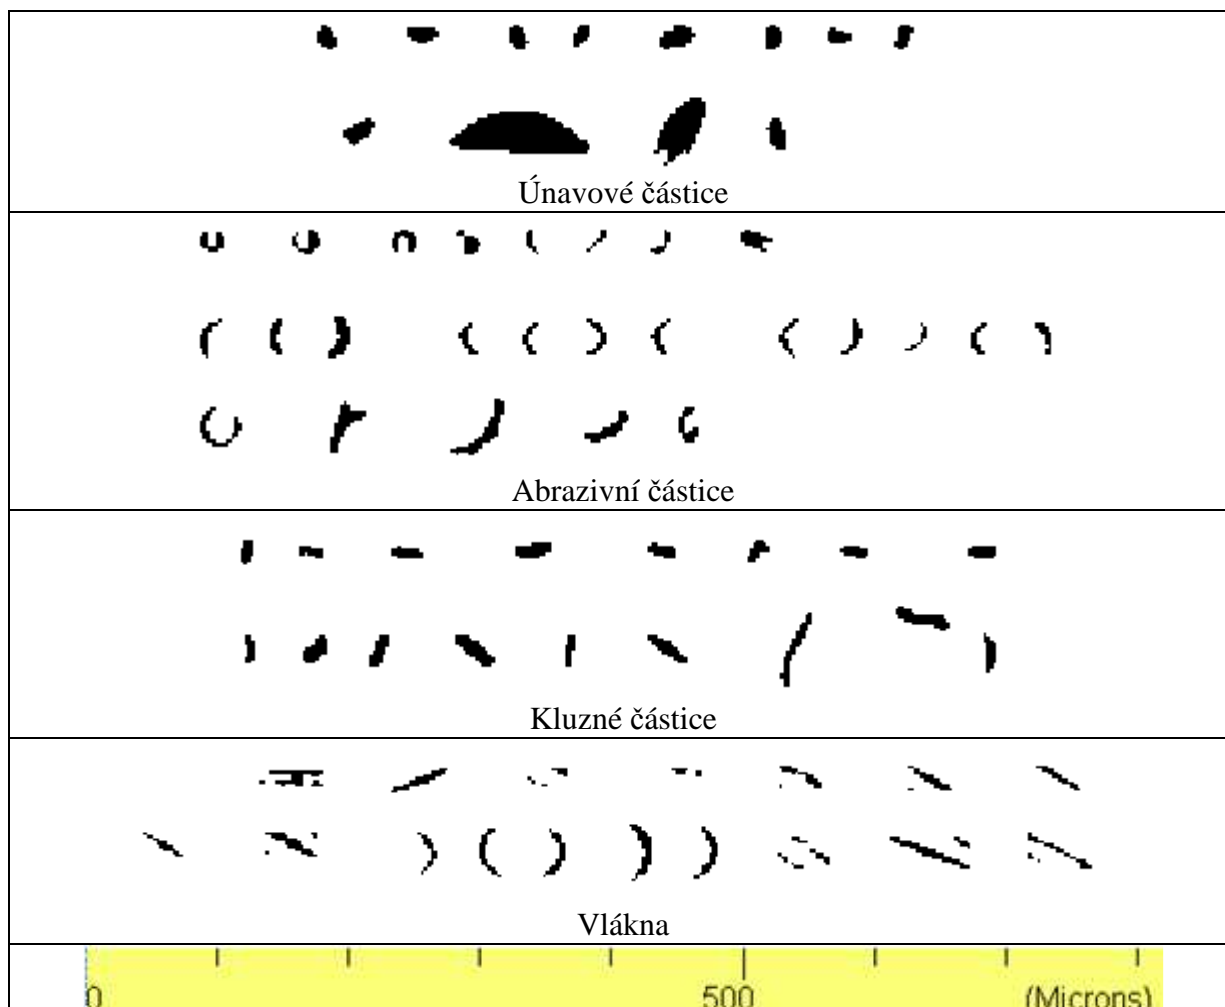 Únavové částice
Abrazivní částice
Kluzné částice
Vlákna
0 500 (Microns)